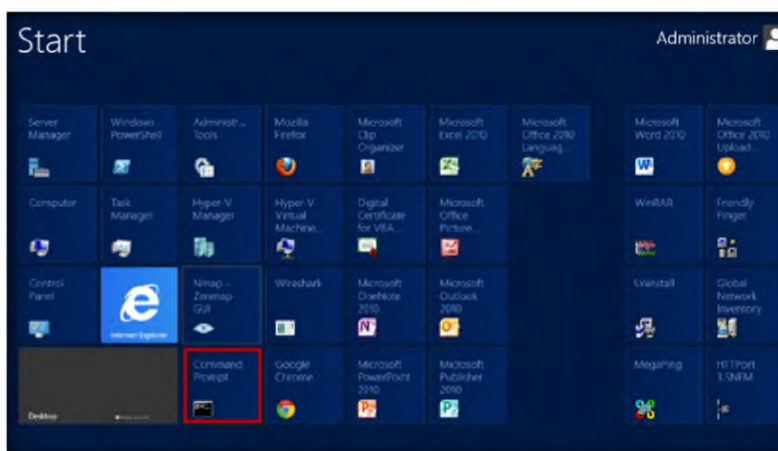 Start
Administrator
Server
Manager
Windows
PowerShell
Administr...
Tools
Mozilla
Firefox
Microsoft
Clip
Organizer
Microsoft
Excel 2010
Microsoft
Office 2010
Languag...
Microsoft
Word 2010
Microsoft
Office 2010
Upload...
Computer
Task
Manager
Hyper-V
Manager
Hyper-V
Virtual
Machine...
Digital
Certificate
for VBA...
Microsoft
Office
Picture...
WinRAR
Friendly
Pinger
Control
Panel
Internet Explorer
Nmap -
Zenmap
GUI
Wireshark
Microsoft
OneNote
2010
Microsoft
Outlook
2010
Uninstall
Global
Network
Inventory
Desktop
Command
Prompt
Google
Chrome
Microsoft
PowerPoint
2010
Microsoft
Publisher
2010
MegaPing
HTTPort
3.SNFM